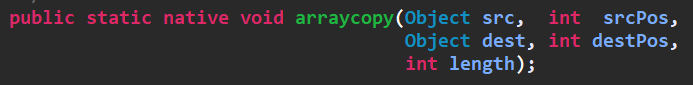 public static native void arraycopy(Object src,  int  srcPos,
                                    Object dest, int destPos,
                                    int length);